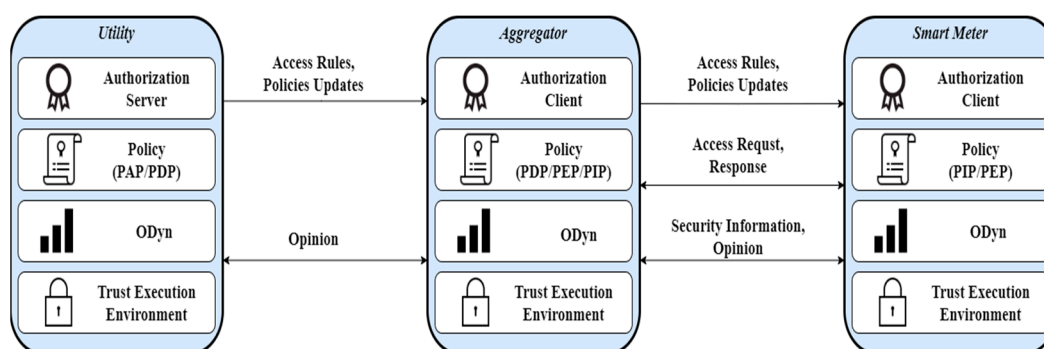 Utility
Authorization
Server
Policy
(PAP/PDP)
ODyn
Trust Execution
Environment
Access Rules,
Policies Updates
Opinion
Aggregator
Authorization
Client
Policy
(PDP/PEP/PIP)
ODyn
Trust Execution
Environment
Access Rules,
Policies Updates
Access Requst,
Response
Security Information,
Opinion
Smart Meter
Authorization
Client
Policy
(PIP/PEP)
ODyn
Trust Execution
Environment